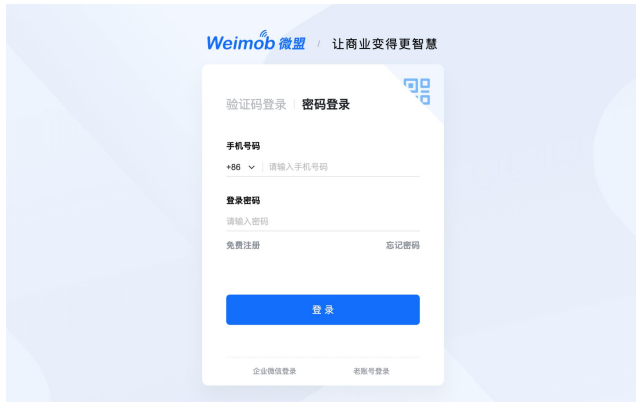 Weimob 微盟 / 让商业变得更智慧
验证码登录 | 密码登录
手机号码
+86 请输入手机号码
登录密码
请输入密码
免费注册 忘记密码
登 录
企业微信登录 老账号登录